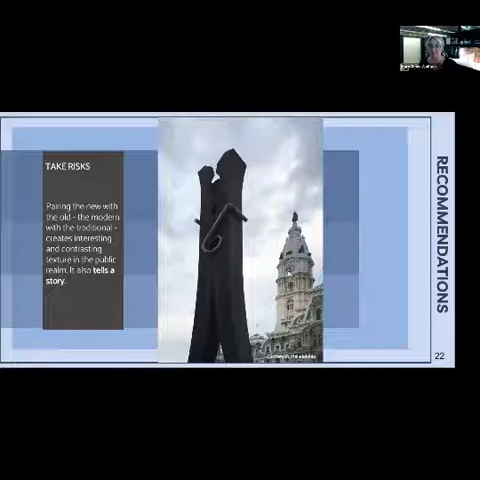 TAKE RISKS
Pairing the new with
the old - the modern
with the traditional -
creates interesting
and contrasting
texture in the public
realm. It also tells a
story.
RECOMMENDATIONS
22